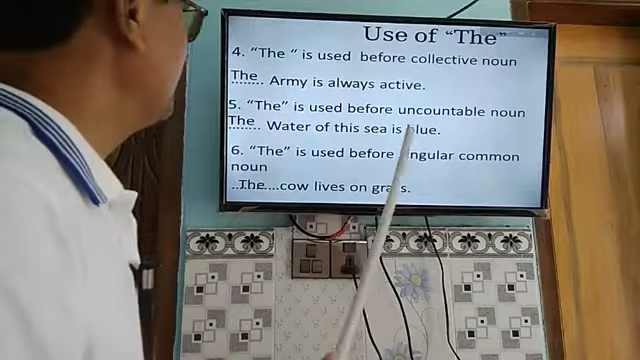 Use of "The"
4. "The " is used before collective noun
The....... Army is always active.
5. "The" is used before uncountable noun
The....... Water of this sea is blue.
6. "The" is used before singular common
noun
..The....cow lives on grass.